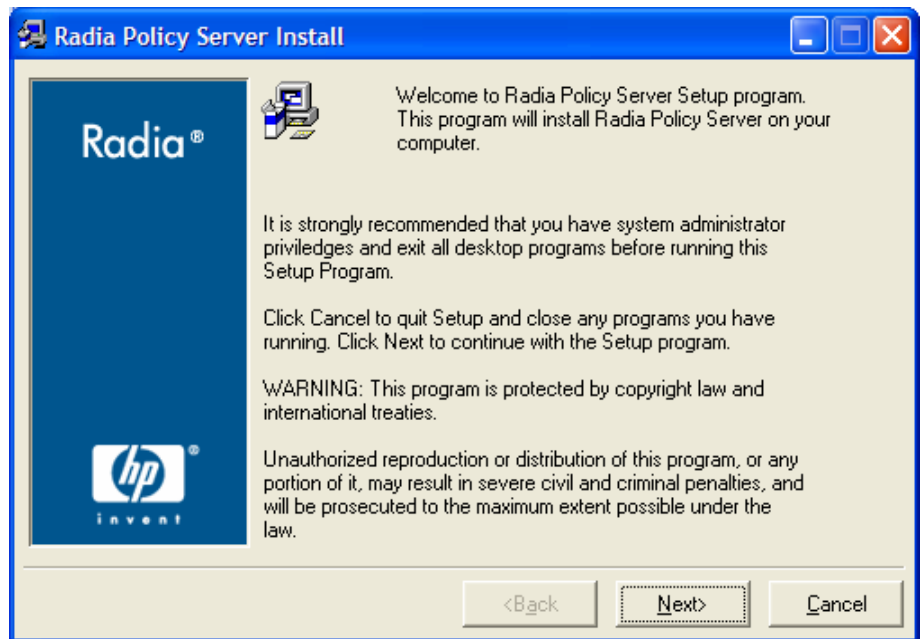 Radia Policy Server Install
Radia®
Welcome to Radia Policy Server Setup program.
This program will install Radia Policy Server on your
computer.
It is strongly recommended that you have system administrator
priviledges and exit all desktop programs before running this
Setup Program.
Click Cancel to quit Setup and close any programs you have
running. Click Next to continue with the Setup program.
WARNING: This program is protected by copyright law and
international treaties.
Unauthorized reproduction or distribution of this program, or any
portion of it, may result in severe civil and criminal penalties, and
will be prosecuted to the maximum extent possible under the
law.
hp®
invent
<Back
Next>
Cancel